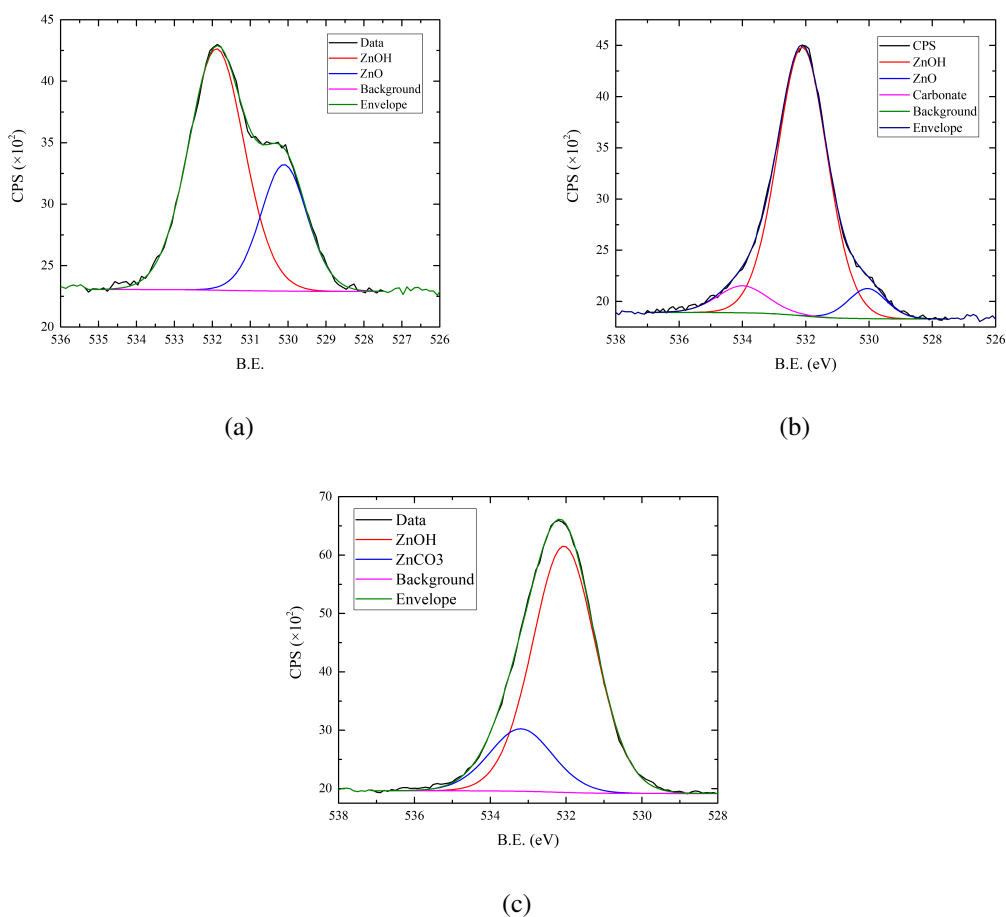 45
40
35
30
25
20
CPS (×10²)
Data
ZnOH
ZnO
Background
Envelope
536 535 534 533 532 531 530 529 528 527 526
B.E.
(a)
45
40
35
30
25
20
CPS (×10²)
CPS
ZnOH
ZnO
Carbonate
Background
Envelope
538 536 534 532 530 528 526
B.E. (eV)
(b)
70
60
50
40
30
20
CPS (×10²)
Data
ZnOH
ZnCO3
Background
Envelope
538 536 534 532 530 528
B.E. (eV)
(c)